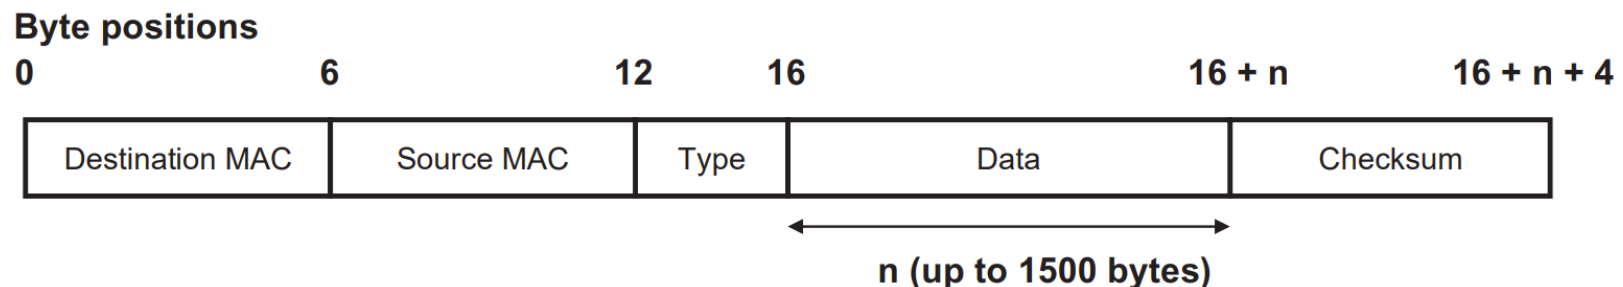 Byte positions
0 6 12 16 16 + n 16 + n + 4
Destination MAC Source MAC Type Data Checksum
n (up to 1500 bytes)